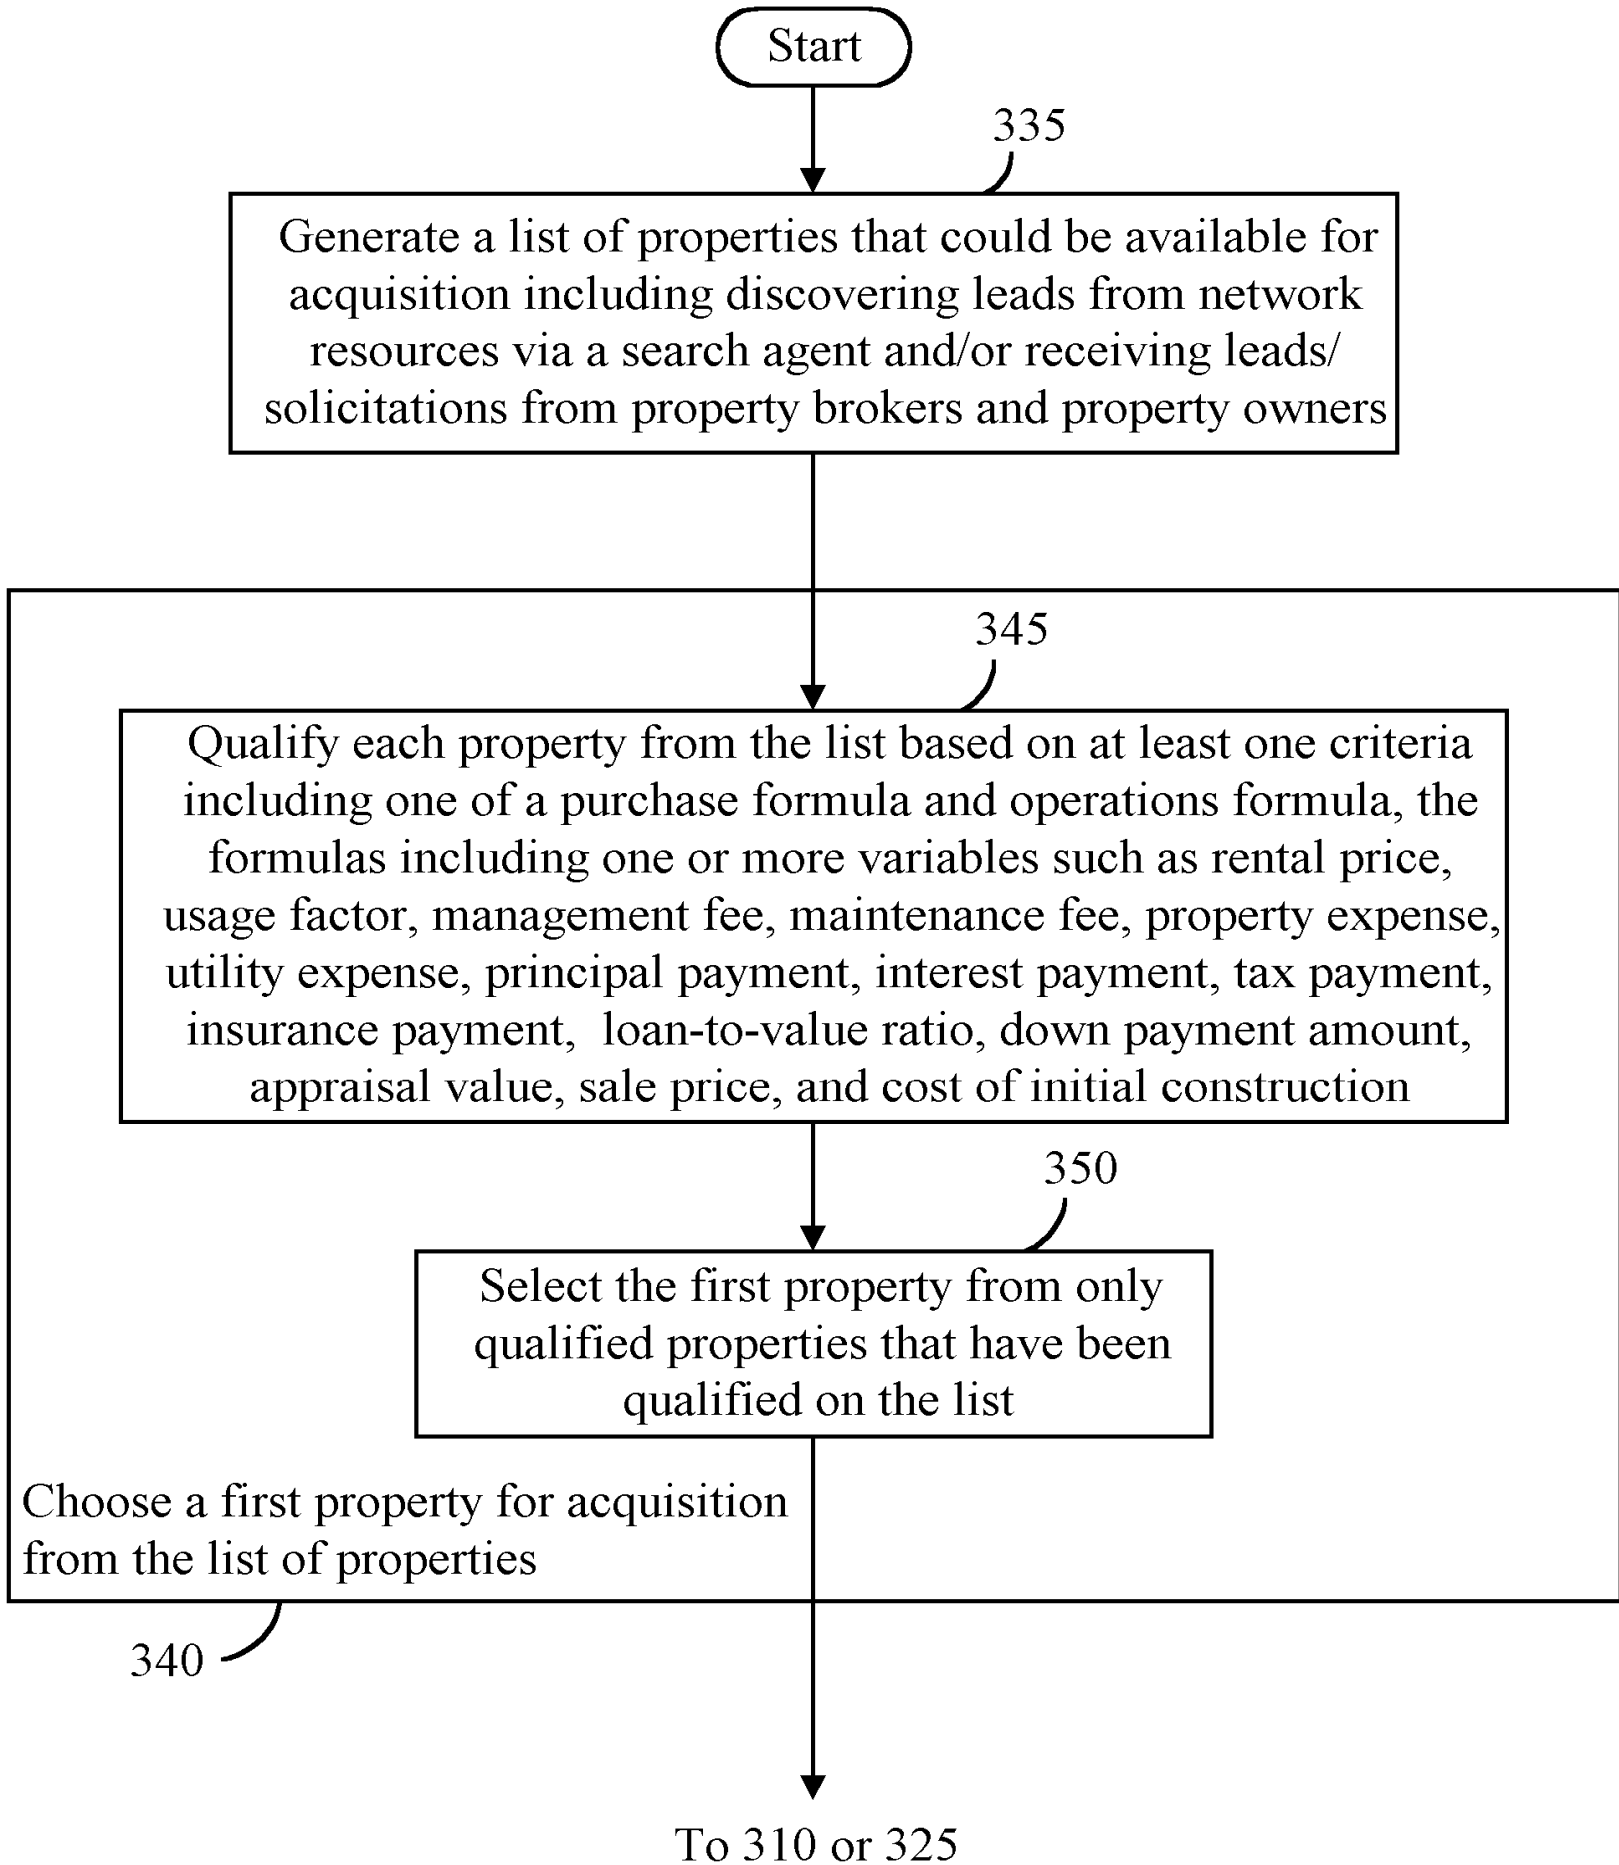 Start
335
Generate a list of properties that could be available for
acquisition including discovering leads from network
resources via a search agent and/or receiving leads/
solicitations from property brokers and property owners
345
Qualify each property from the list based on at least one criteria
including one of a purchase formula and operations formula, the
formulas including one or more variables such as rental price,
usage factor, management fee, maintenance fee, property expense,
utility expense, principal payment, interest payment, tax payment,
insurance payment,  loan-to-value ratio, down payment amount,
appraisal value, sale price, and cost of initial construction
350
Select the first property from only
qualified properties that have been
qualified on the list
Choose a first property for acquisition
from the list of properties
340
To 310 or 325